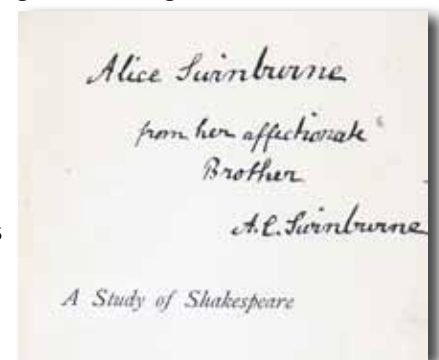 Alice Swinburne
from her affectionate
Brother
A.C. Swinburne
A Study of Shakespeare